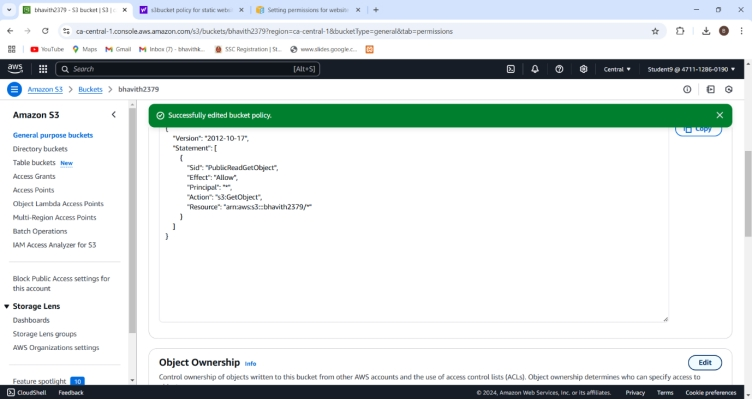 bhavith2379 - S3 bucket | S3 |
s3bucket policy for static websi
Setting permissions for website
ca-central-1.console.aws.amazon.com/s3/buckets/bhavith2379?region=ca-central-1&bucketType=general&tab=permissions
YouTube
Maps
Gmail
Inbox (7) - bhavithk...
SSC Registration | St...
www.slides.google.c...
aws
Search
[Alt+S]
Central
Student9 @ 4711-1286-0190
Amazon S3 > Buckets > bhavith2379
Amazon S3
General purpose buckets
Directory buckets
Table buckets New
Access Grants
Access Points
Object Lambda Access Points
Multi-Region Access Points
Batch Operations
IAM Access Analyzer for S3
Block Public Access settings for
this account
Storage Lens
Dashboards
Storage Lens groups
AWS Organizations settings
Feature spotlight 10
Successfully edited bucket policy.
Copy
{
"Version": "2012-10-17",
"Statement": [
{
"Sid": "PublicReadGetObject",
"Effect": "Allow",
"Principal": "*",
"Action": "s3:GetObject",
"Resource": "arn:aws:s3:::bhavith2379/*"
}
]
}
Object Ownership Info
Edit
Control ownership of objects written to this bucket from other AWS accounts and the use of access control lists (ACLs). Object ownership determines who can specify access to
CloudShell
Feedback
© 2024, Amazon Web Services, Inc. or its affiliates.
Privacy
Terms
Cookie preferences